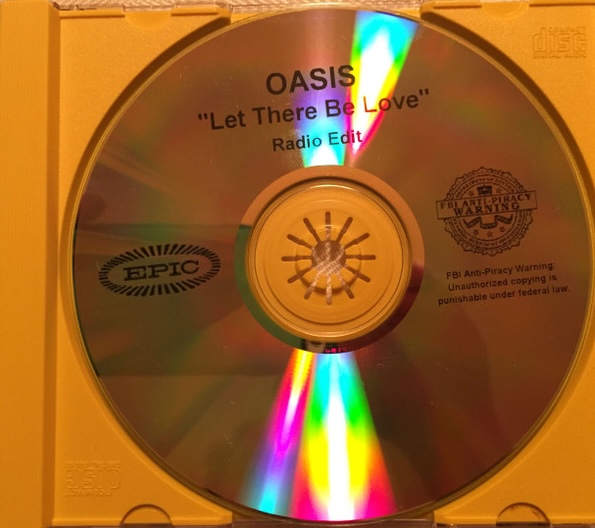 disc
OASIS
"Let There Be Love"
Radio Edit
FBI ANTI-PIRACY
WARNING
EPIC
FBI Anti-Piracy Warning:
Unauthorized copying is
punishable under federal law.